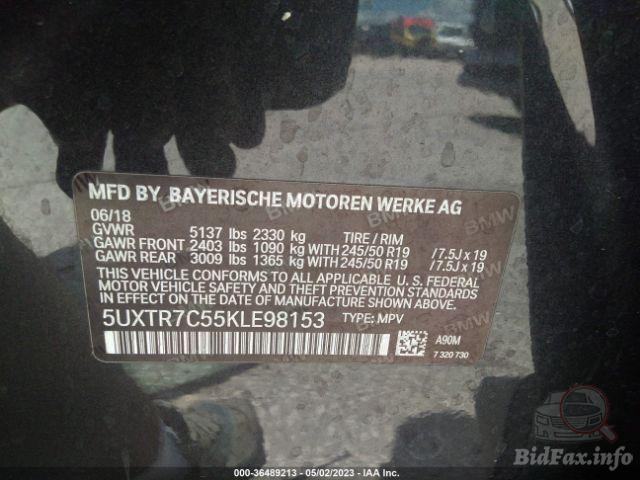 MFD BY BAYERISCHE MOTOREN WERKE AG
06/18
GVWR 5137 lbs 2330 kg TIRE / RIM
GAWR FRONT 2403 lbs 1090 kg WITH 245/50 R19 /7.5J x 19
GAWR REAR 3009 lbs 1365 kg WITH 245/50 R19 /7.5J x 19
THIS VEHICLE CONFORMS TO ALL APPLICABLE U. S. FEDERAL
MOTOR VEHICLE SAFETY AND THEFT PREVENTION STANDARDS
IN EFFECT ON THE DATE OF MANUFACTURE SHOWN ABOVE.
5UXTR7C55KLE98153 TYPE: MPV
A90M
7 320 730
BMW
BMW
BMW
000-36489213 - 05/02/2023 - IAA Inc.
BidFax.info